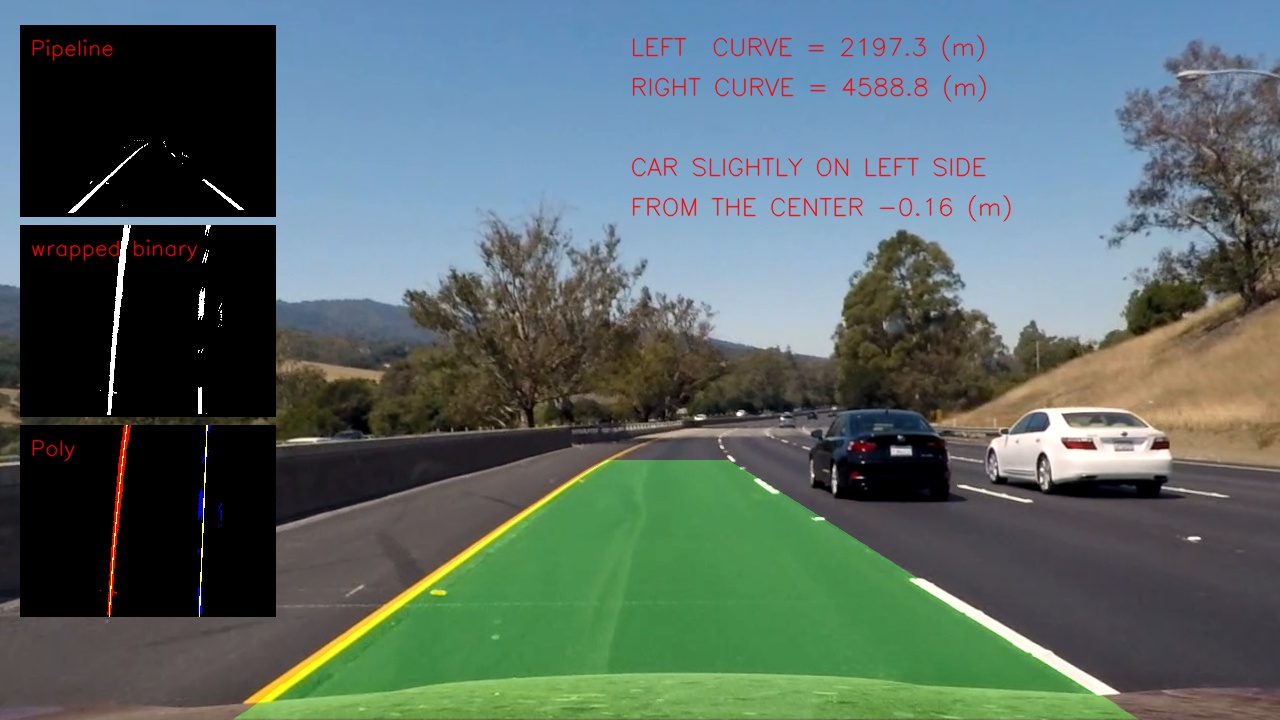 Pipeline
LEFT CURVE = 2197.3 (m)
RIGHT CURVE = 4588.8 (m)
CAR SLIGHTLY ON LEFT SIDE
FROM THE CENTER -0.16 (m)
wrapped binary
Poly